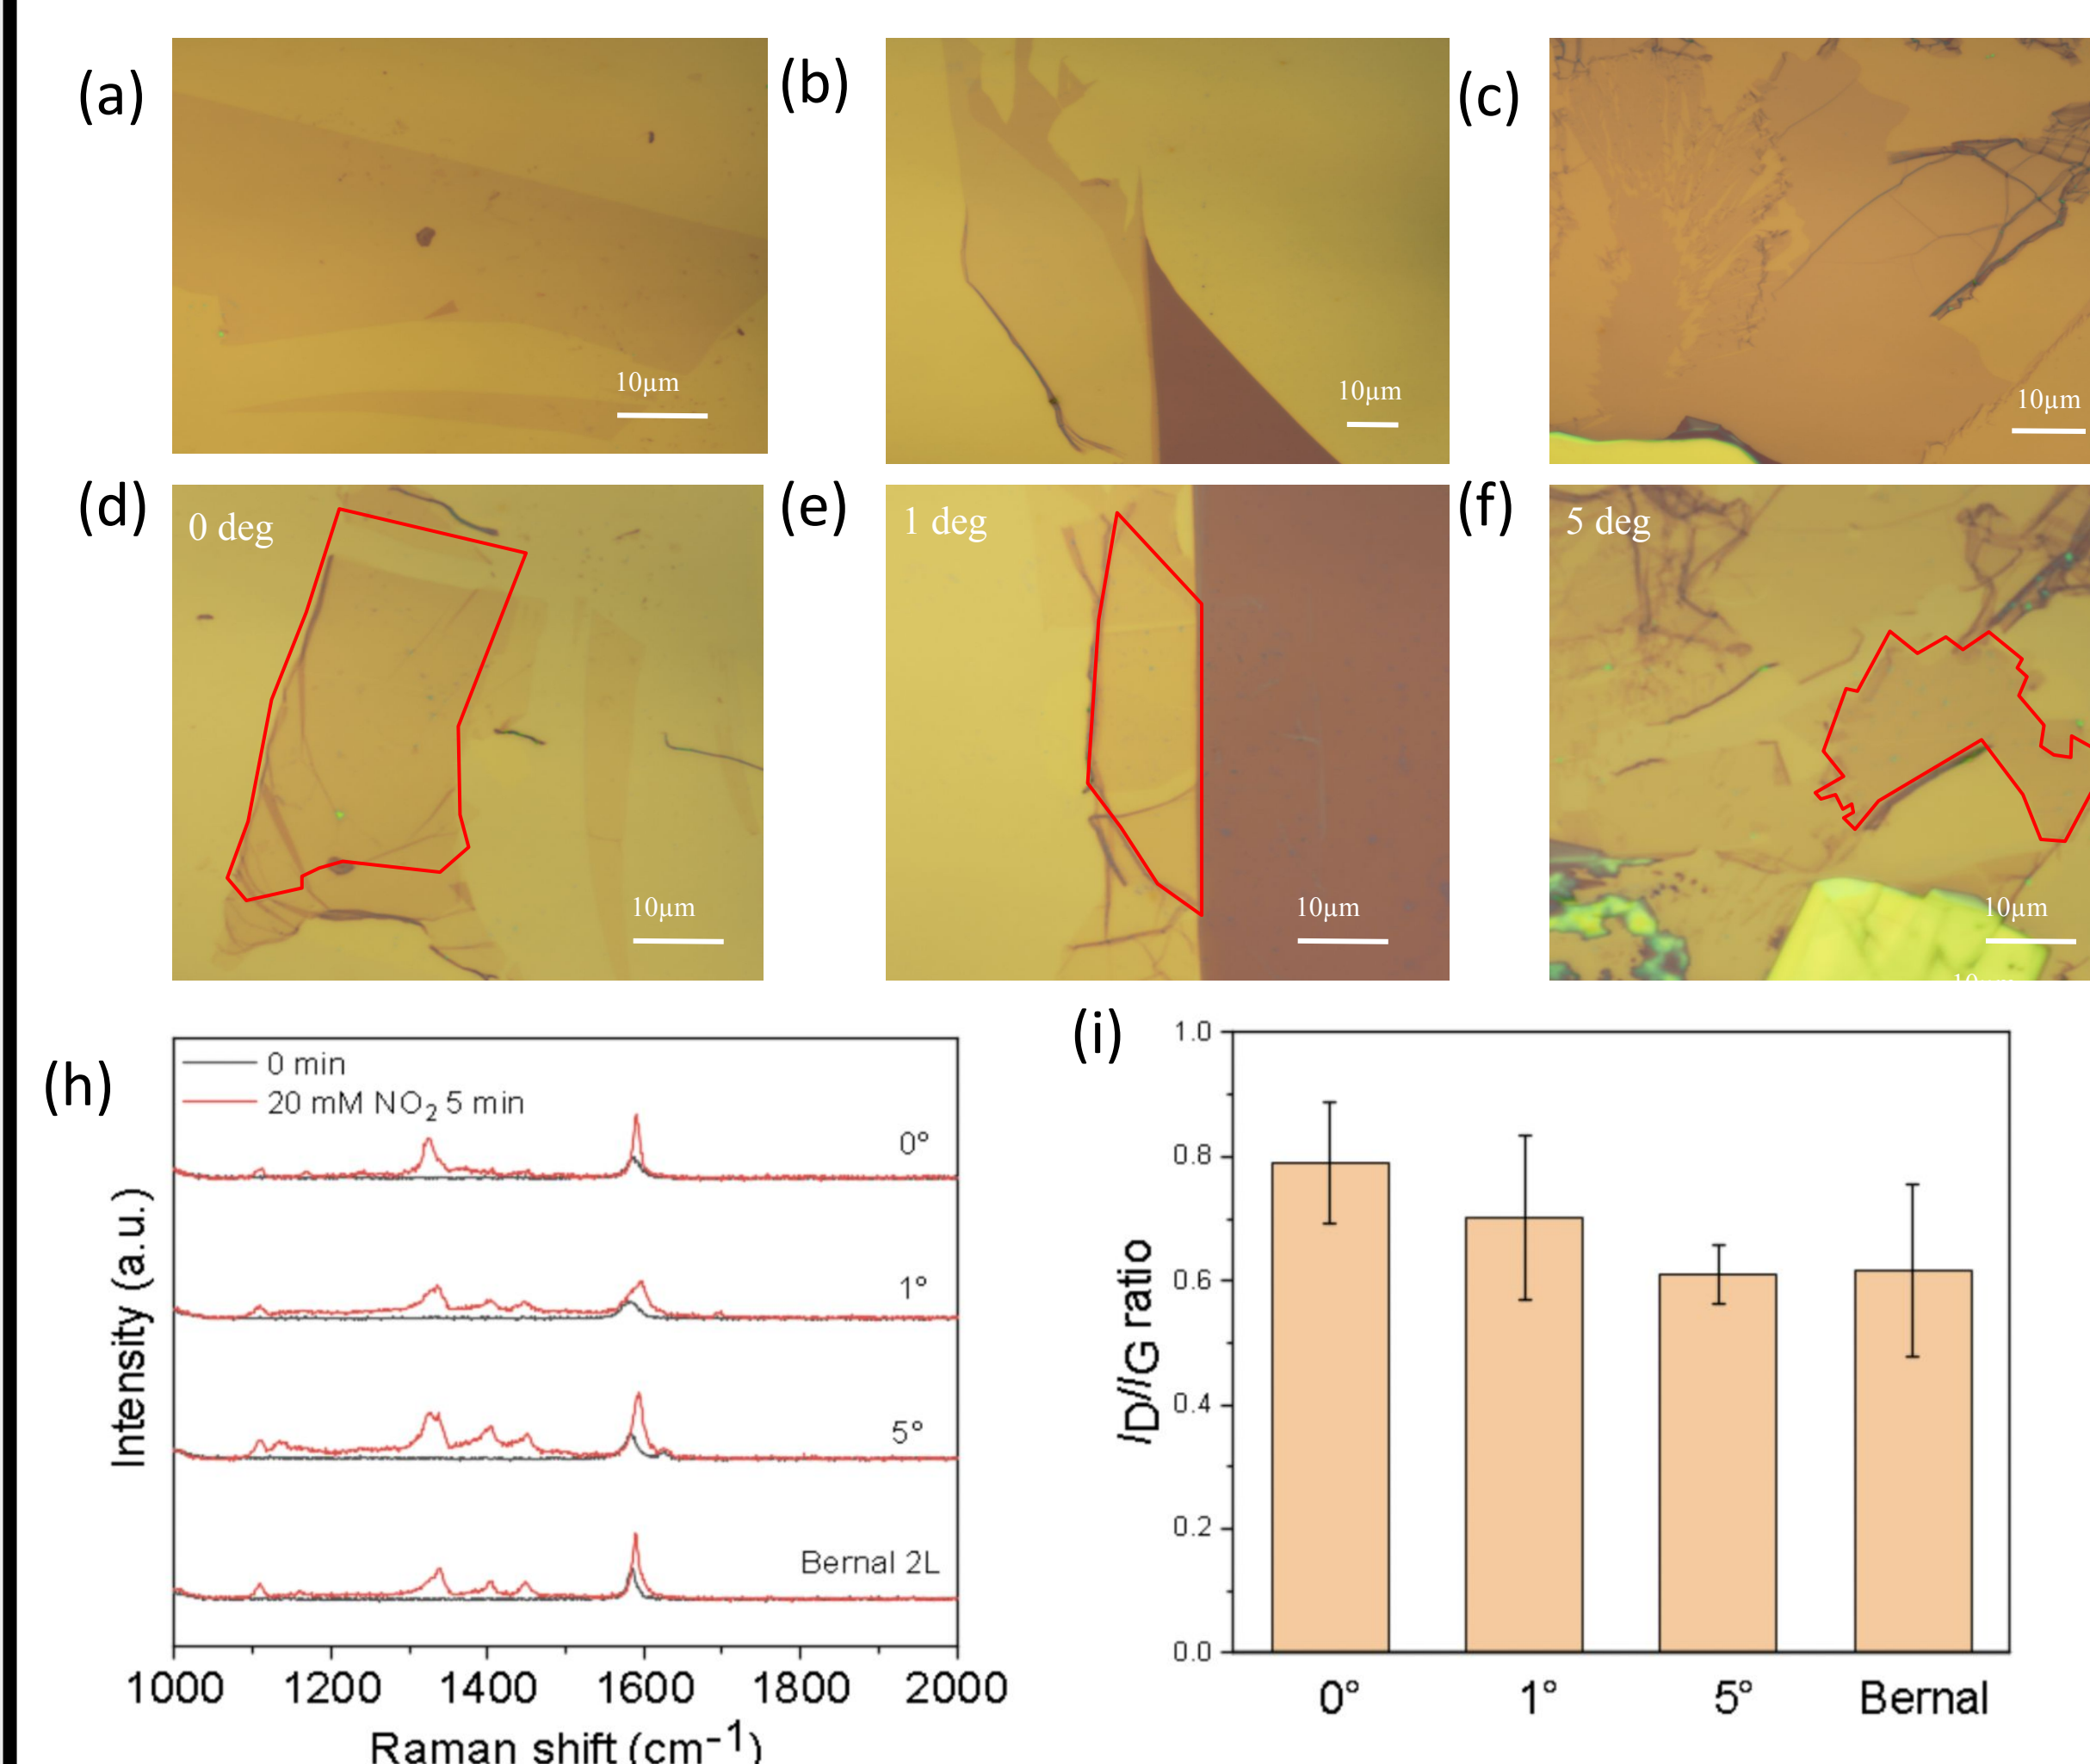 (a)
10µm
(b)
10µm
(c)
10µm
(d)
0 deg
10µm
(e)
1 deg
10µm
(f)
5 deg
10µm
(h)
0 min
20 mM NO₂ 5 min
0°
1°
5°
Bernal 2L
Intensity (a.u.)
1000 1200 1400 1600 1800 2000
Raman shift (cm⁻¹)
(i)
1.0
0.8
0.6
0.4
0.2
0.0
ID/IG ratio
0° 1° 5° Bernal